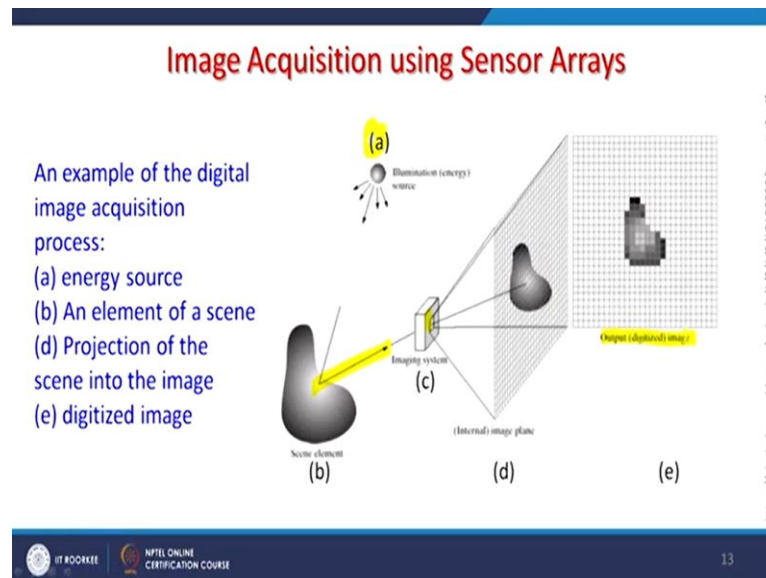 Image Acquisition using Sensor Arrays
An example of the digital
image acquisition
process:
(a) energy source
(b) An element of a scene
(d) Projection of the
scene into the image
(e) digitized image
(a)
Illumination (energy)
source
Imaging system
(c)
Output (digitized) image
(Internal) image plane
Scene element
(b)
(d)
(e)
IIT ROORKEE
NPTEL ONLINE
CERTIFICATION COURSE
13